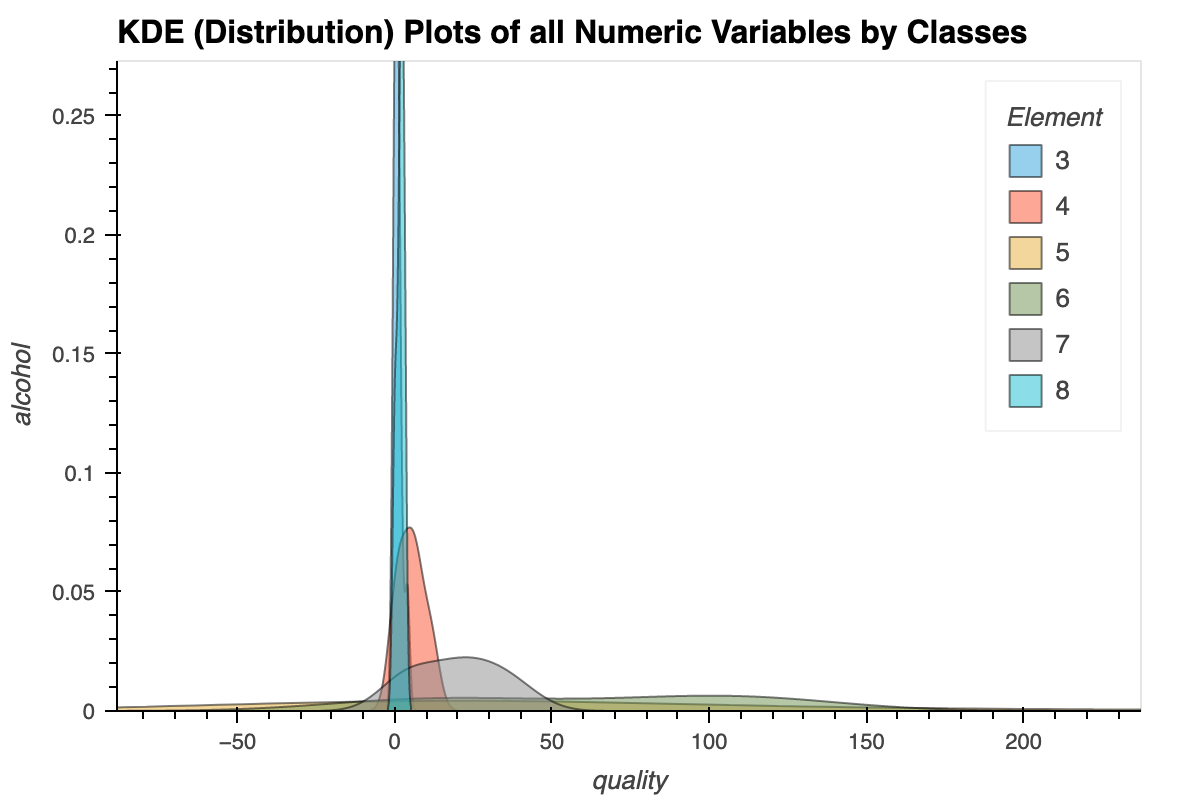 KDE (Distribution) Plots of all Numeric Variables by Classes
Element
3
4
5
6
7
8
alcohol
0.25
0.2
0.15
0.1
0.05
0
−50 0 50 100 150 200
quality